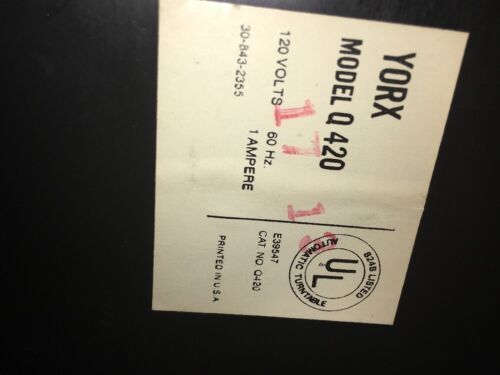 YORX
MODEL Q 420
120 VOLTS 60 Hz.
1 AMPERE
30-843-2355
824B LISTED
UL
AUTOMATIC TURNTABLE
E39547
CAT NO. Q420
PRINTED IN U.S.A